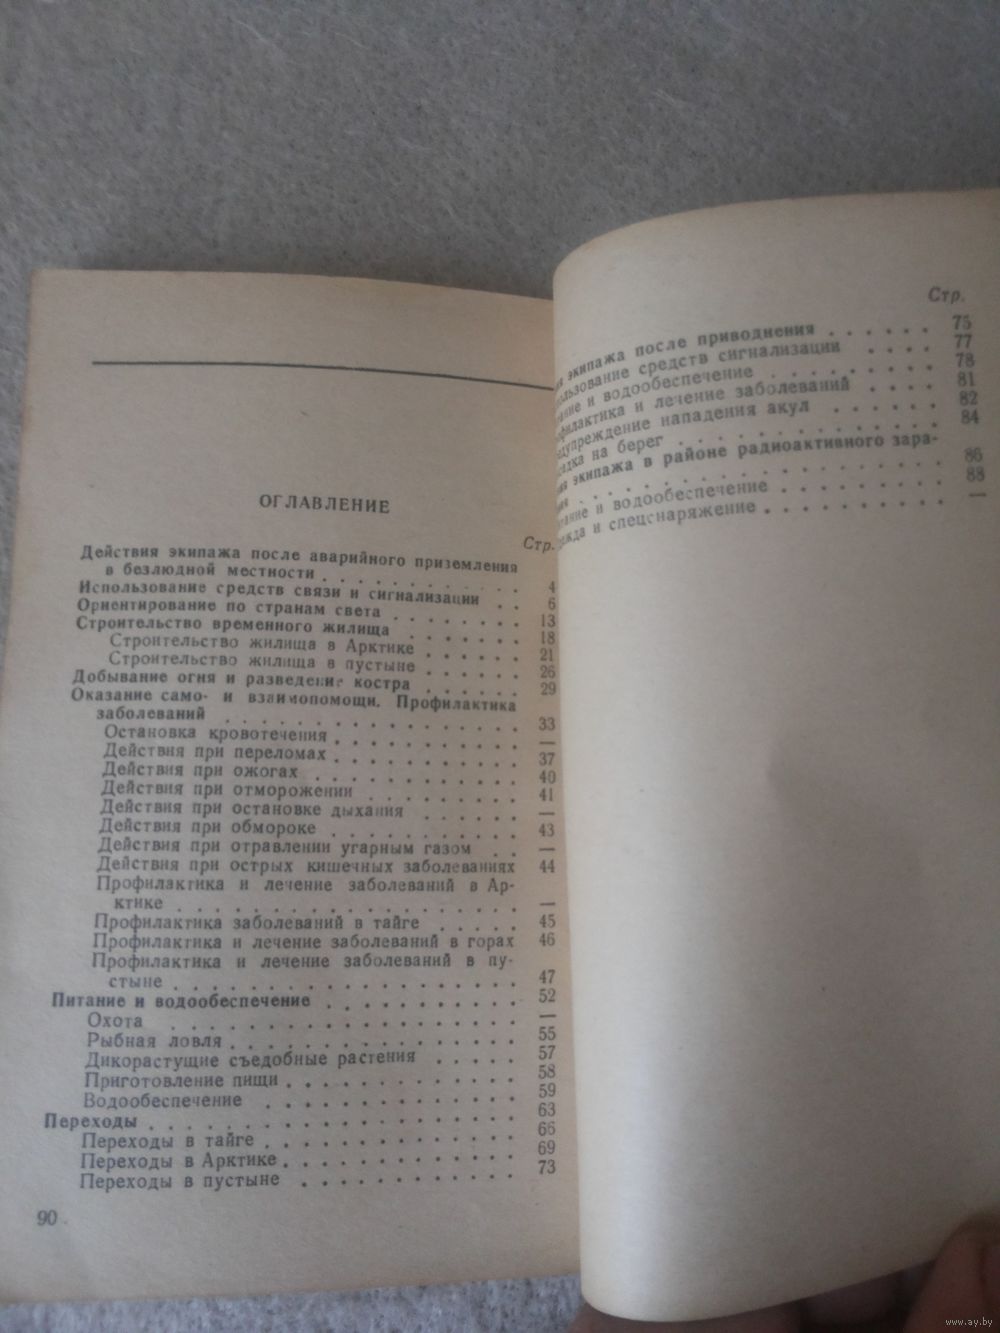 ОГЛАВЛЕНИЕ
Стр.
Действия экипажа после аварийного приземления
в безлюдной местности . . . . . . . . . . . 4
Использование средств связи и сигнализации . . 6
Ориентирование по странам света . . . . . . . . 13
Строительство временного жилища . . . . . . . 18
Строительство жилища в Арктике . . . . . . 21
Строительство жилища в пустыне . . . . . . 26
Добывание огня и разведение костра . . . . . . 29
Оказание само- и взаимопомощи. Профилактика
заболеваний . . . . . . . . . . . . . . . . 33
Остановка кровотечения . . . . . . . . . . . —
Действия при переломах . . . . . . . . . . . 37
Действия при ожогах . . . . . . . . . . . . 40
Действия при отморожении . . . . . . . . . . 41
Действия при остановке дыхания . . . . . . —
Действия при обмороке . . . . . . . . . . . 43
Действия при отравлении угарным газом . . —
Действия при острых кишечных заболеваниях 44
Профилактика и лечение заболеваний в Ар-
ктике . . . . . . . . . . . . . . . . . . —
Профилактика заболеваний в тайге . . . . . 45
Профилактика и лечение заболеваний в горах 46
Профилактика и лечение заболеваний в пу-
стыне . . . . . . . . . . . . . . . . . . 47
Питание и водообеспечение . . . . . . . . . . 52
Охота . . . . . . . . . . . . . . . . . . —
Рыбная ловля . . . . . . . . . . . . . . . 55
Дикорастущие съедобные растения . . . . . 57
Приготовление пищи . . . . . . . . . . . . 58
Водообеспечение . . . . . . . . . . . . . 59
Переходы . . . . . . . . . . . . . . . . . . . 63
Переходы в тайге . . . . . . . . . . . . . 66
Переходы в Арктике . . . . . . . . . . . . 69
Переходы в пустыне . . . . . . . . . . . . 73
90
Стр.
экипажа после приводнения . . . . . . 75
средств сигнализации . . . . 77
и водообеспечение . . . . . . . . . 78
и лечение заболеваний . . . . 81
нападения акул . . . . . . 82
на берег . . . . . . . . . . . . . 84
экипажа в районе радиоактивного зара-
. . . . . . . . . . . . . . . . . . 86
и водообеспечение . . . . . . . . . 88
и спецснаряжение . . . . . . . . . —
www.ay.by